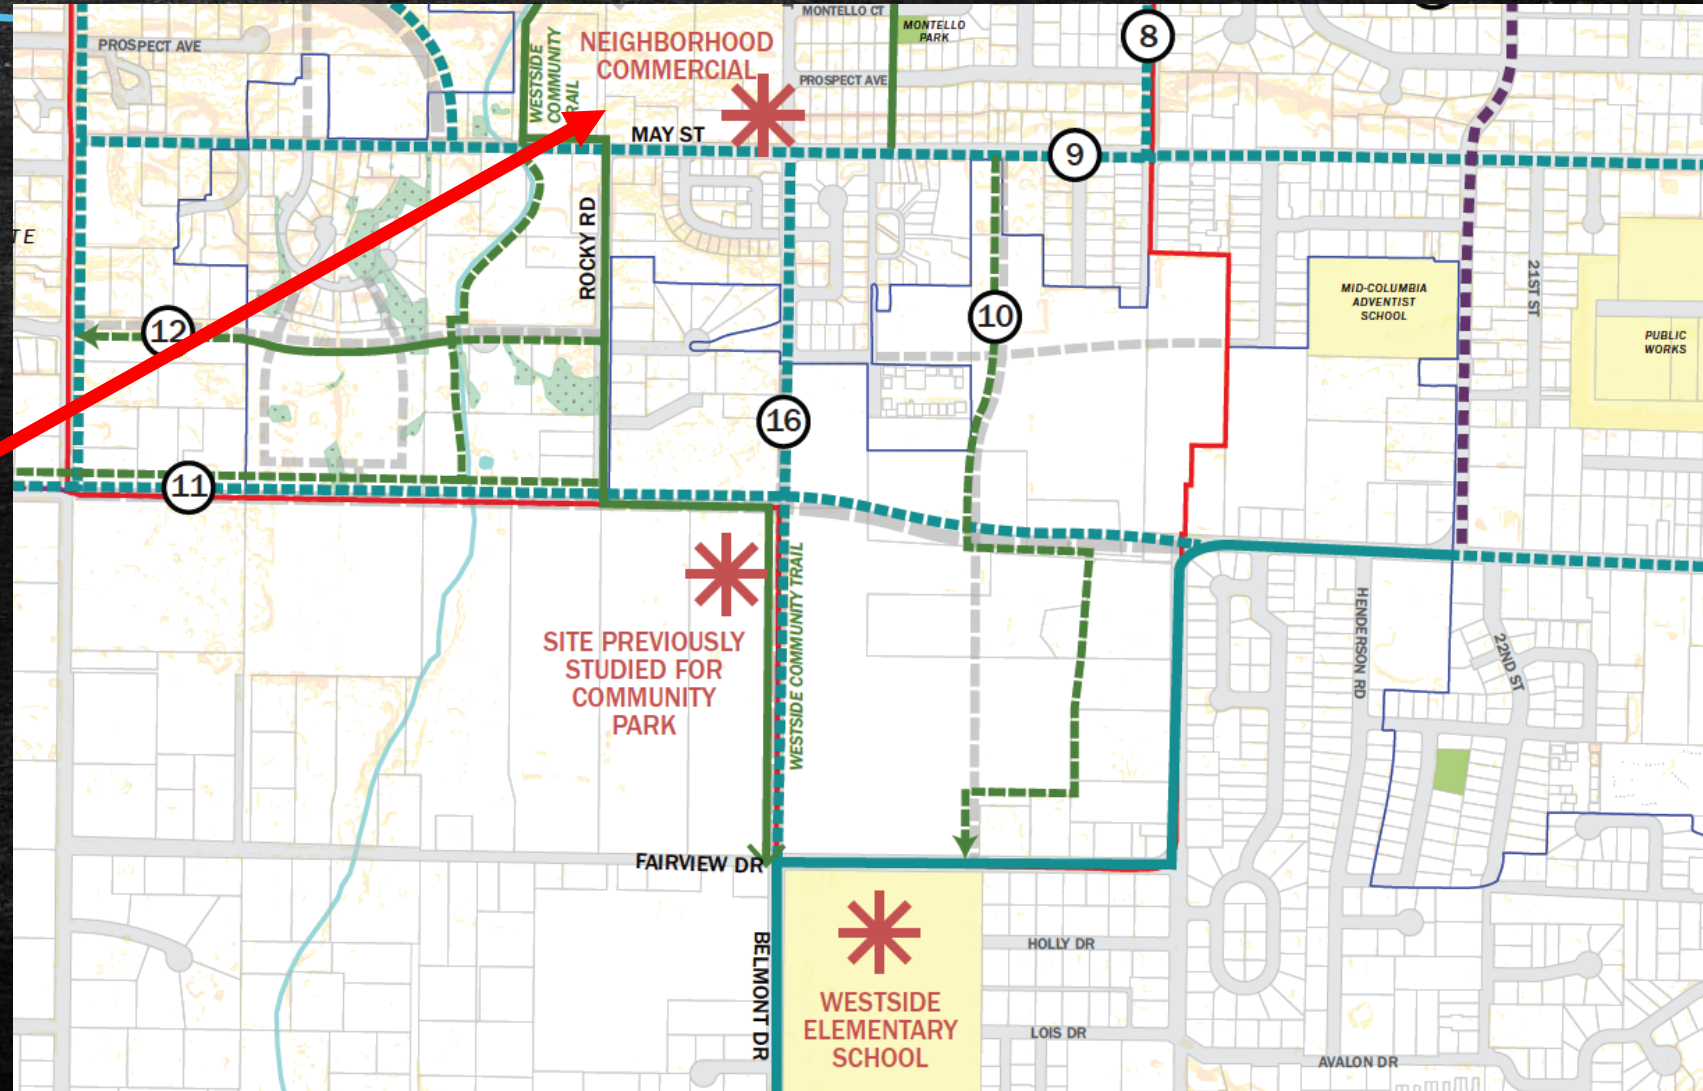 MONTELLO CT
MONTELLO
PARK
8
PROSPECT AVE
NEIGHBORHOOD
COMMERCIAL
WESTSIDE
COMMUNITY
RAIL
PROSPECT AVE
MAY ST
9
TE
ROCKY RD
12
10
MID-COLUMBIA
ADVENTIST
SCHOOL
21ST ST
PUBLIC
WORKS
16
11
WESTSIDE COMMUNITY TRAIL
SITE PREVIOUSLY
STUDIED FOR
COMMUNITY
PARK
HENDERSON RD
22ND ST
FAIRVIEW DR
BELMONT DR
HOLLY DR
WESTSIDE
ELEMENTARY
SCHOOL
LOIS DR
AVALON DR